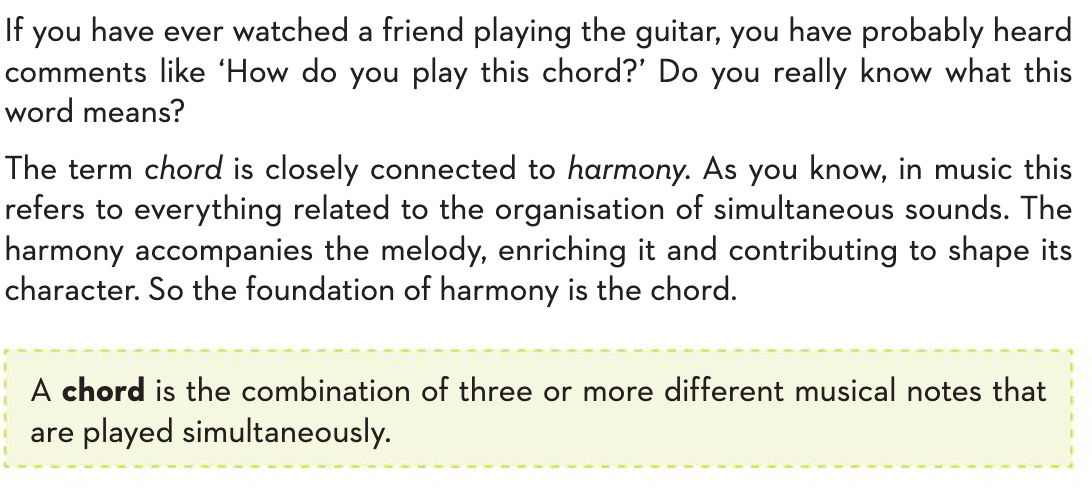 If you have ever watched a friend playing the guitar, you have probably heard
comments like ‘How do you play this chord?’ Do you really know what this
word means?
The term chord is closely connected to harmony. As you know, in music this
refers to everything related to the organisation of simultaneous sounds. The
harmony accompanies the melody, enriching it and contributing to shape its
character. So the foundation of harmony is the chord.
A chord is the combination of three or more different musical notes that
are played simultaneously.